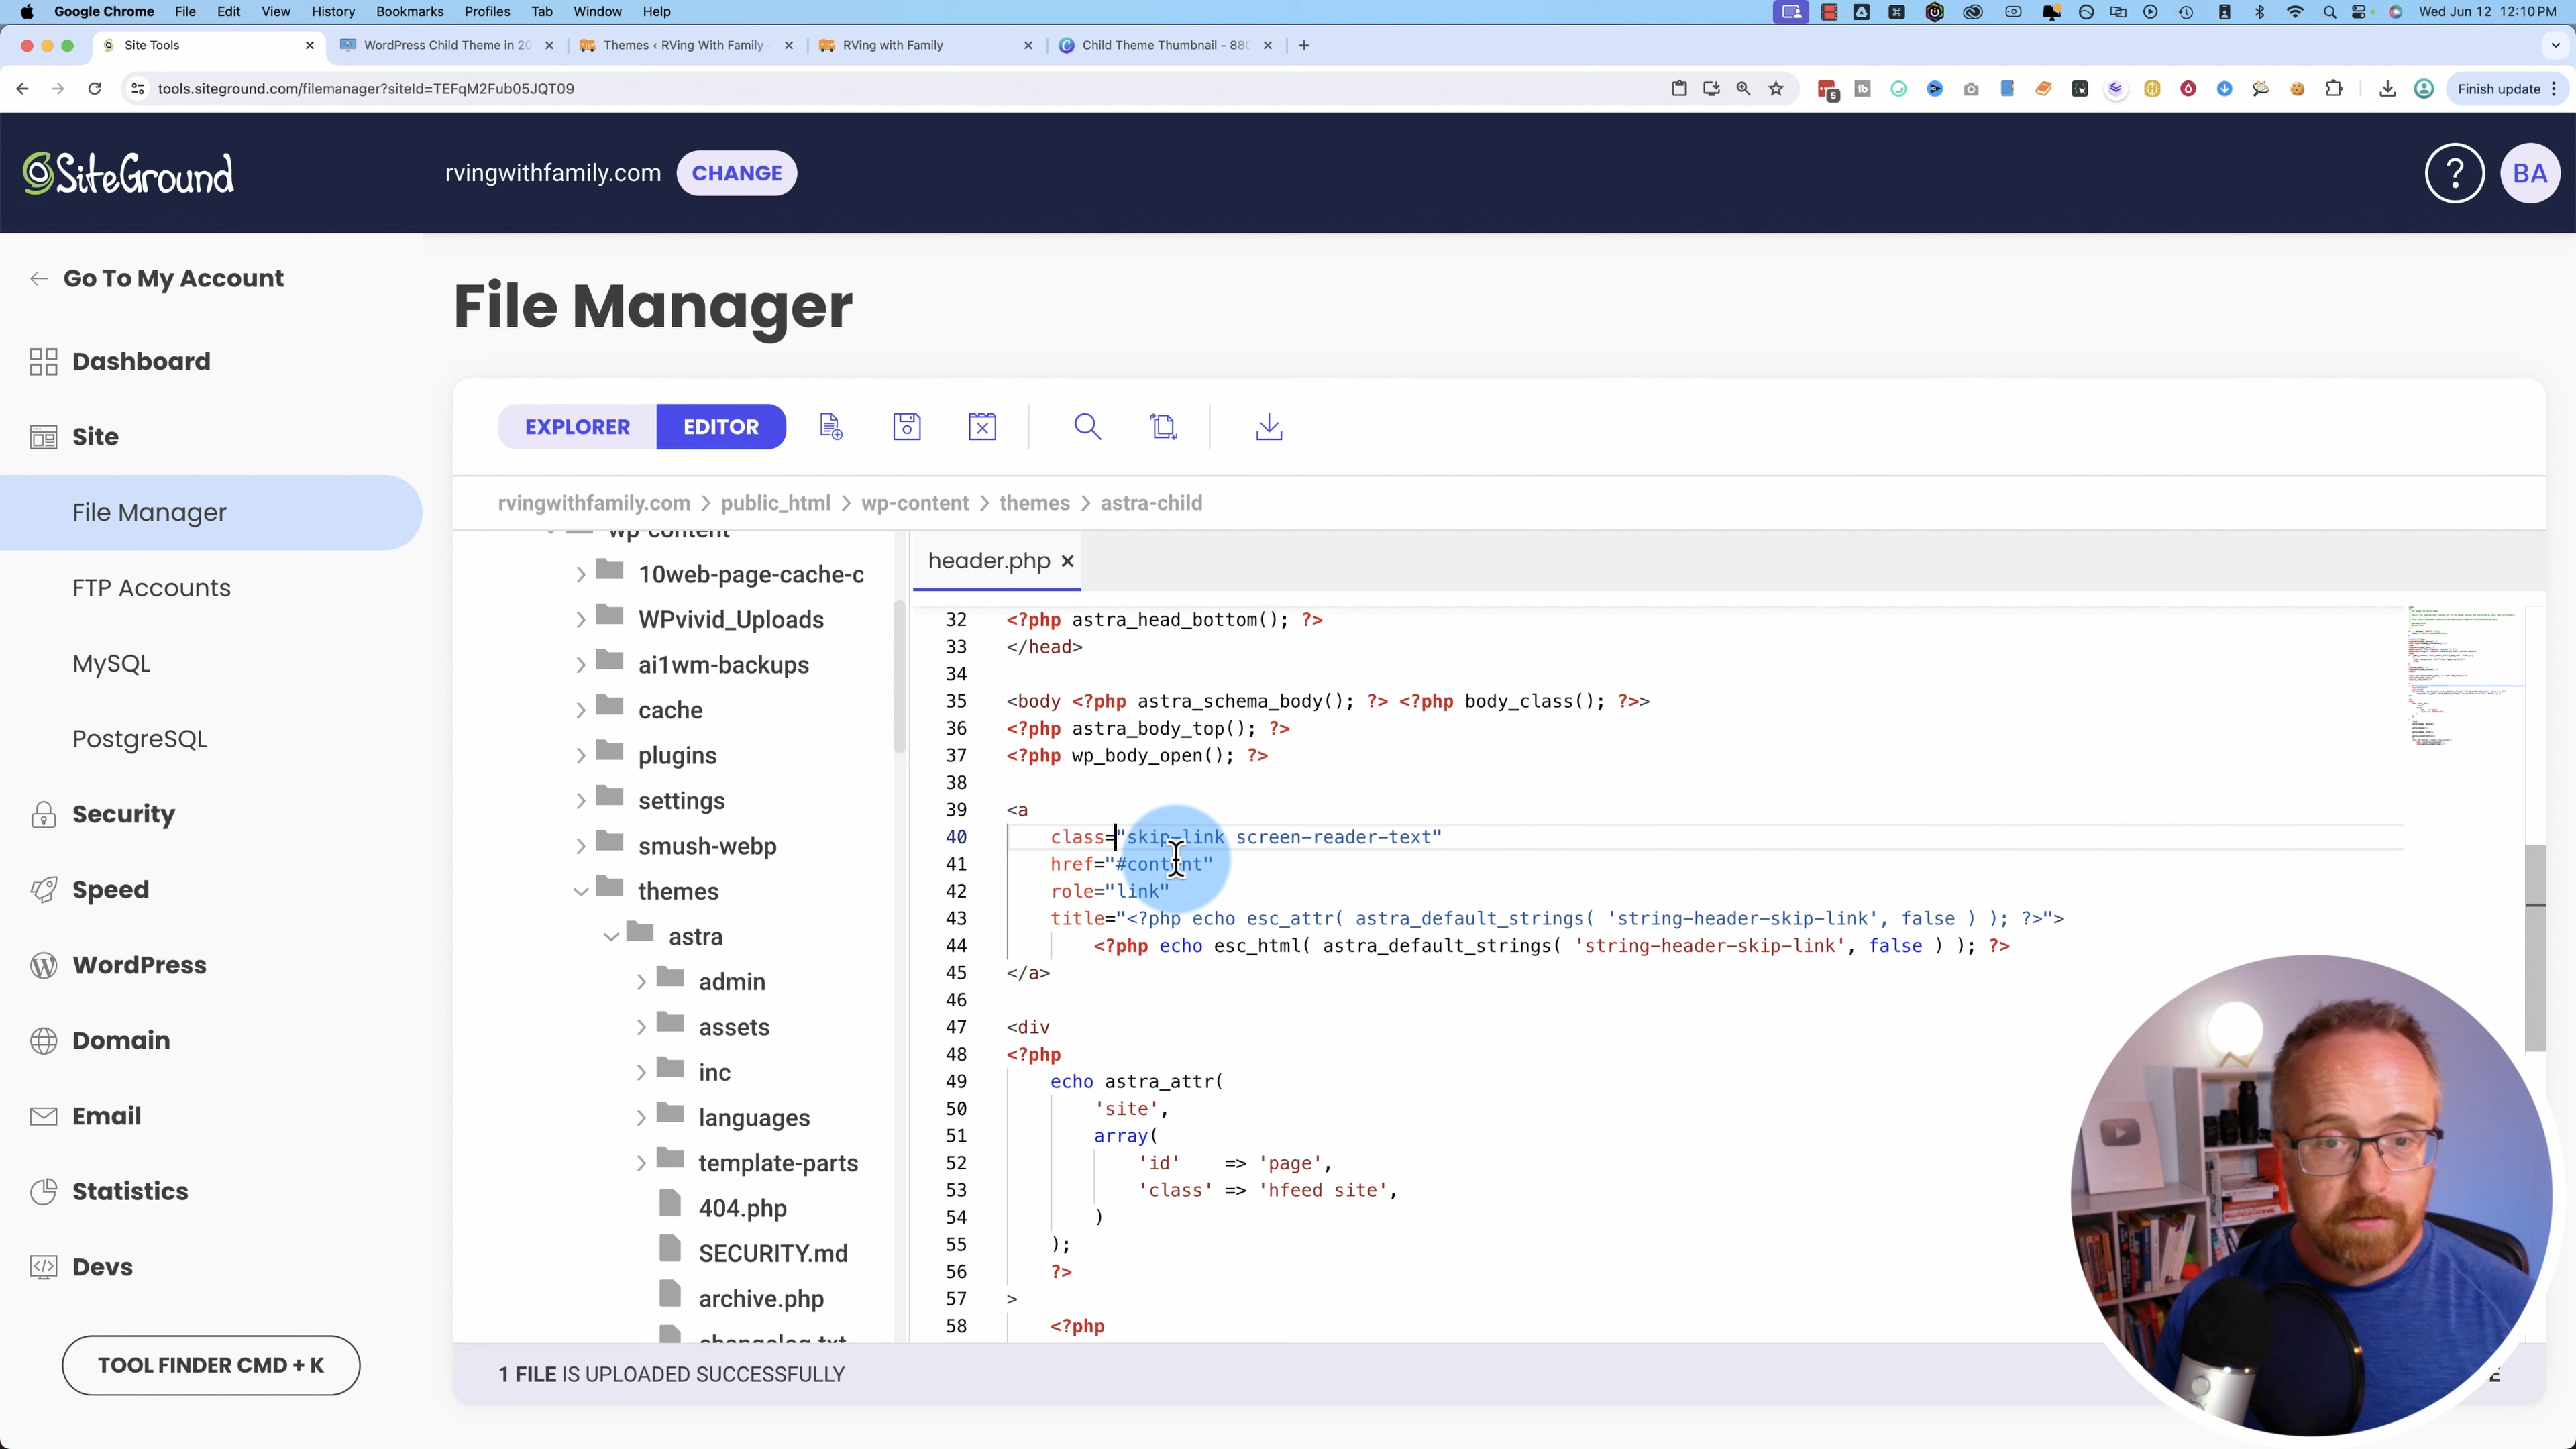 Google Chrome File Edit View History Bookmarks Profiles Tab Window Help Wed Jun 12 12:10 PM
Site Tools WordPress Child Theme in 20 Themes ‹ RVing With Family - RVing with Family Child Theme Thumbnail - 880
tools.siteground.com/filemanager?siteId=TEFqM2Fub05JQT09 5 Finish update
SiteGround rvingwithfamily.com CHANGE ? BA
Go To My Account
Dashboard
Site
File Manager
FTP Accounts
MySQL
PostgreSQL
Security
Speed
WordPress
Domain
Email
Statistics
Devs
TOOL FINDER CMD + K
File Manager
EXPLORER EDITOR
rvingwithfamily.com > public_html > wp-content > themes > astra-child
wp-content
10web-page-cache-c
WPvivid_Uploads
ai1wm-backups
cache
plugins
settings
smush-webp
themes
astra
admin
assets
inc
languages
template-parts
404.php
SECURITY.md
archive.php
changelog.txt
header.php
32 <?php astra_head_bottom(); ?>
33 </head>
34
35 <body <?php astra_schema_body(); ?> <?php body_class(); ?>>
36 <?php astra_body_top(); ?>
37 <?php wp_body_open(); ?>
38
39 <a
40 class="skip-link screen-reader-text"
41 href="#content"
42 role="link"
43 title="<?php echo esc_attr( astra_default_strings( 'string-header-skip-link', false ) ); ?>">
44 <?php echo esc_html( astra_default_strings( 'string-header-skip-link', false ) ); ?>
45 </a>
46
47 <div
48 <?php
49 echo astra_attr(
50 'site',
51 array(
52 'id' => 'page',
53 'class' => 'hfeed site',
54 )
55 );
56 ?>
57 >
58 <?php
1 FILE IS UPLOADED SUCCESSFULLY